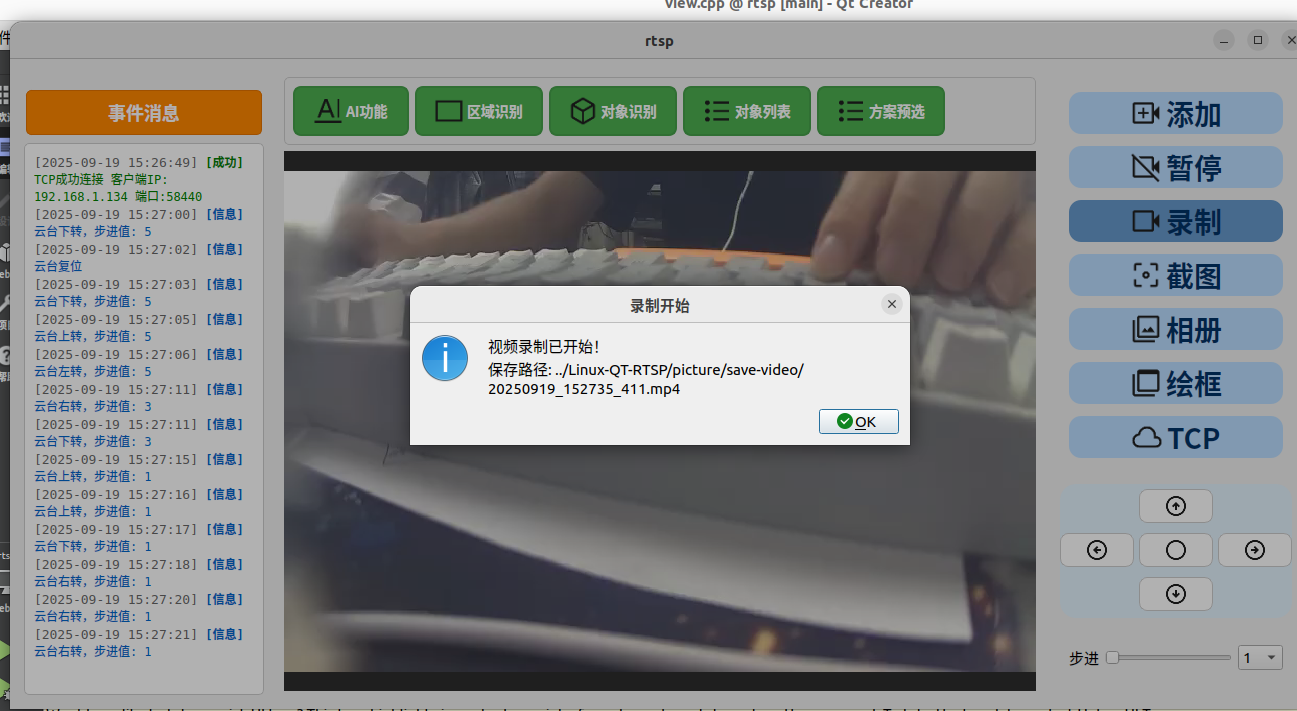 view.cpp @ rtsp [main] - Qt Creator
rtsp
事件消息
AI功能
区域识别
对象识别
对象列表
方案预选
添加
暂停
录制
截图
相册
绘框
TCP
[2025-09-19 15:26:49] [成功]
TCP成功连接 客户端IP:
192.168.1.134 端口:58440
[2025-09-19 15:27:00] [信息]
云台下转，步进值: 5
[2025-09-19 15:27:02] [信息]
云台复位
[2025-09-19 15:27:03] [信息]
云台下转，步进值: 5
[2025-09-19 15:27:05] [信息]
云台上转，步进值: 5
[2025-09-19 15:27:06] [信息]
云台左转，步进值: 5
[2025-09-19 15:27:11] [信息]
云台右转，步进值: 3
[2025-09-19 15:27:11] [信息]
云台下转，步进值: 3
[2025-09-19 15:27:15] [信息]
云台上转，步进值: 1
[2025-09-19 15:27:16] [信息]
云台上转，步进值: 1
[2025-09-19 15:27:17] [信息]
云台下转，步进值: 1
[2025-09-19 15:27:18] [信息]
云台右转，步进值: 1
[2025-09-19 15:27:20] [信息]
云台右转，步进值: 1
[2025-09-19 15:27:21] [信息]
云台右转，步进值: 1
录制开始
视频录制已开始！
保存路径: ../Linux-QT-RTSP/picture/save-video/
20250919_152735_411.mp4
OK
步进
1